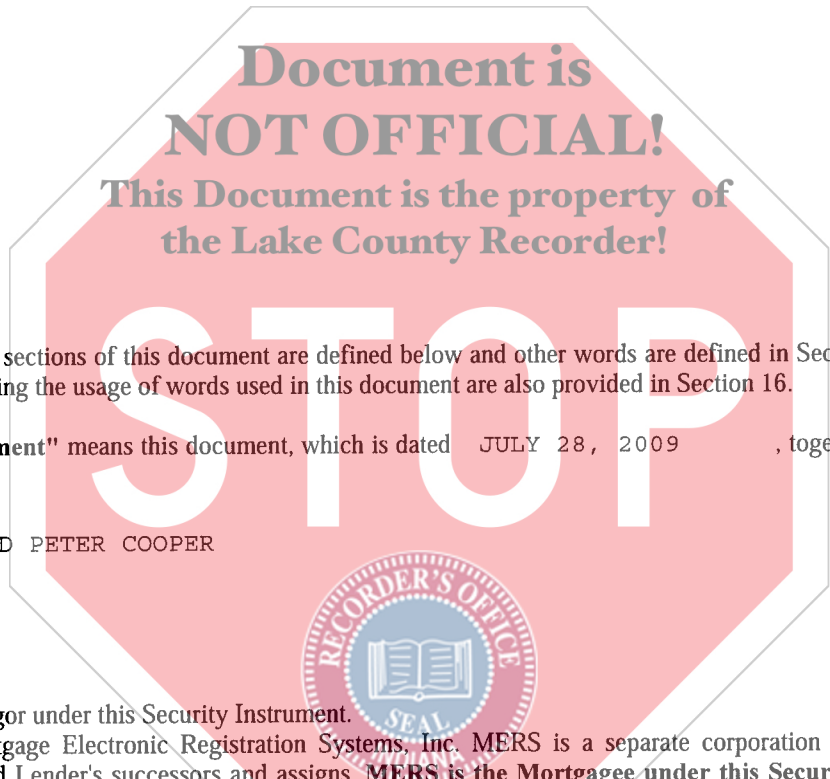 Document is
NOT OFFICIAL!
This Document is the property of
the Lake County Recorder!
STOP
sections of this document are defined below and other words are defined in Sec
ing the usage of words used in this document are also provided in Section 16.
nent" means this document, which is dated JULY 28, 2009 , toge
D PETER COOPER
RECORDER'S OFFICE
SEAL
INDIANA
gor under this Security Instrument.
tgage Electronic Registration Systems, Inc. MERS is a separate corporation
d Lender's successors and assigns. MERS is the Mortgagee under this Secur